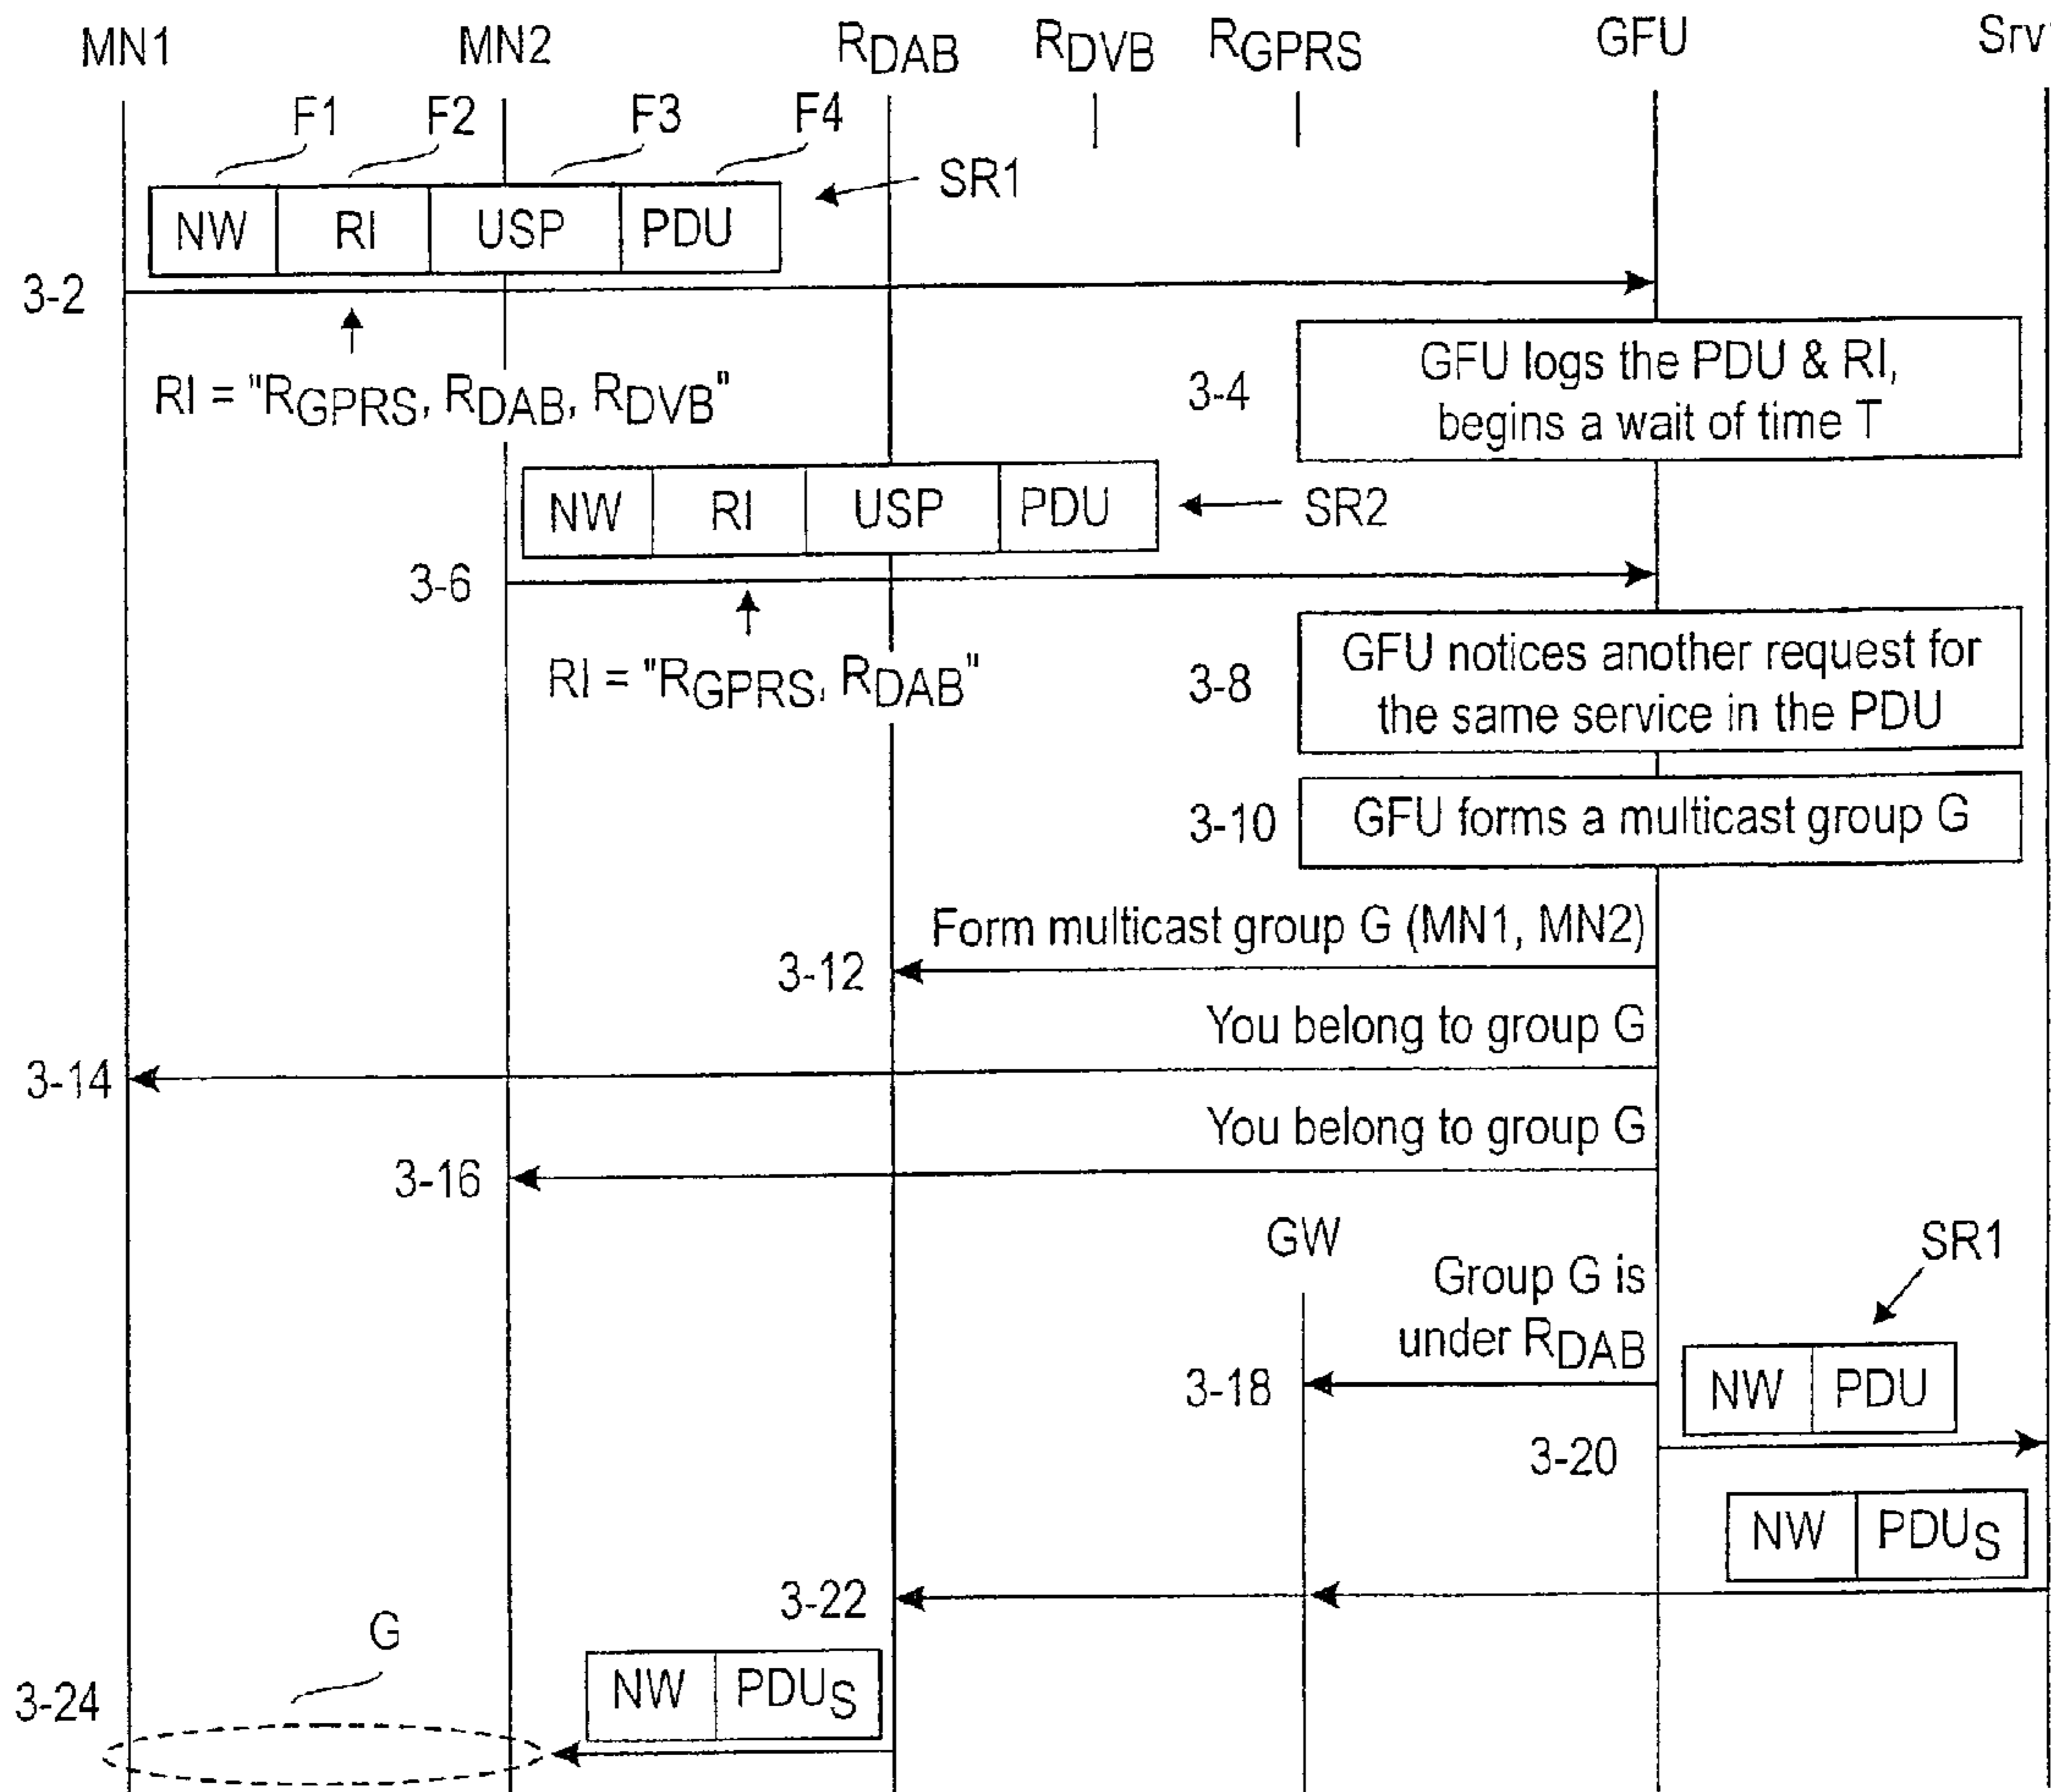 MN1 MN2 RDAB RDVB RGPRS GFU Srv
F1 F2 F3 F4
SR1
NW RI USP PDU
3-2
RI = "RGPRS, RDAB, RDVB"
3-4
GFU logs the PDU & RI,
begins a wait of time T
NW RI USP PDU
SR2
3-6
RI = "RGPRS, RDAB"
3-8
GFU notices another request for
the same service in the PDU
3-10
GFU forms a multicast group G
Form multicast group G (MN1, MN2)
3-12
You belong to group G
3-14
You belong to group G
3-16
GW
SR1
Group G is
under RDAB
3-18
NW PDU
3-20
NW PDUS
3-22
G
NW PDUS
3-24